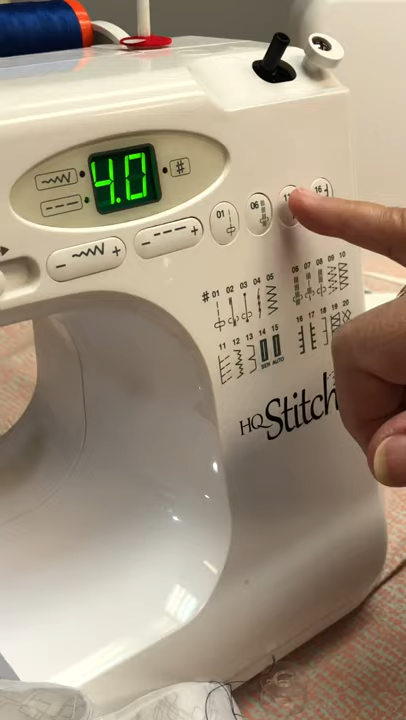 4.0
#
- +
- +
01
06
16
# 01 02 03 04 05
06 07 08 09 10
11 12 13 14 15
SEN AUTO
16 17 18 19 20
HQ Stitch